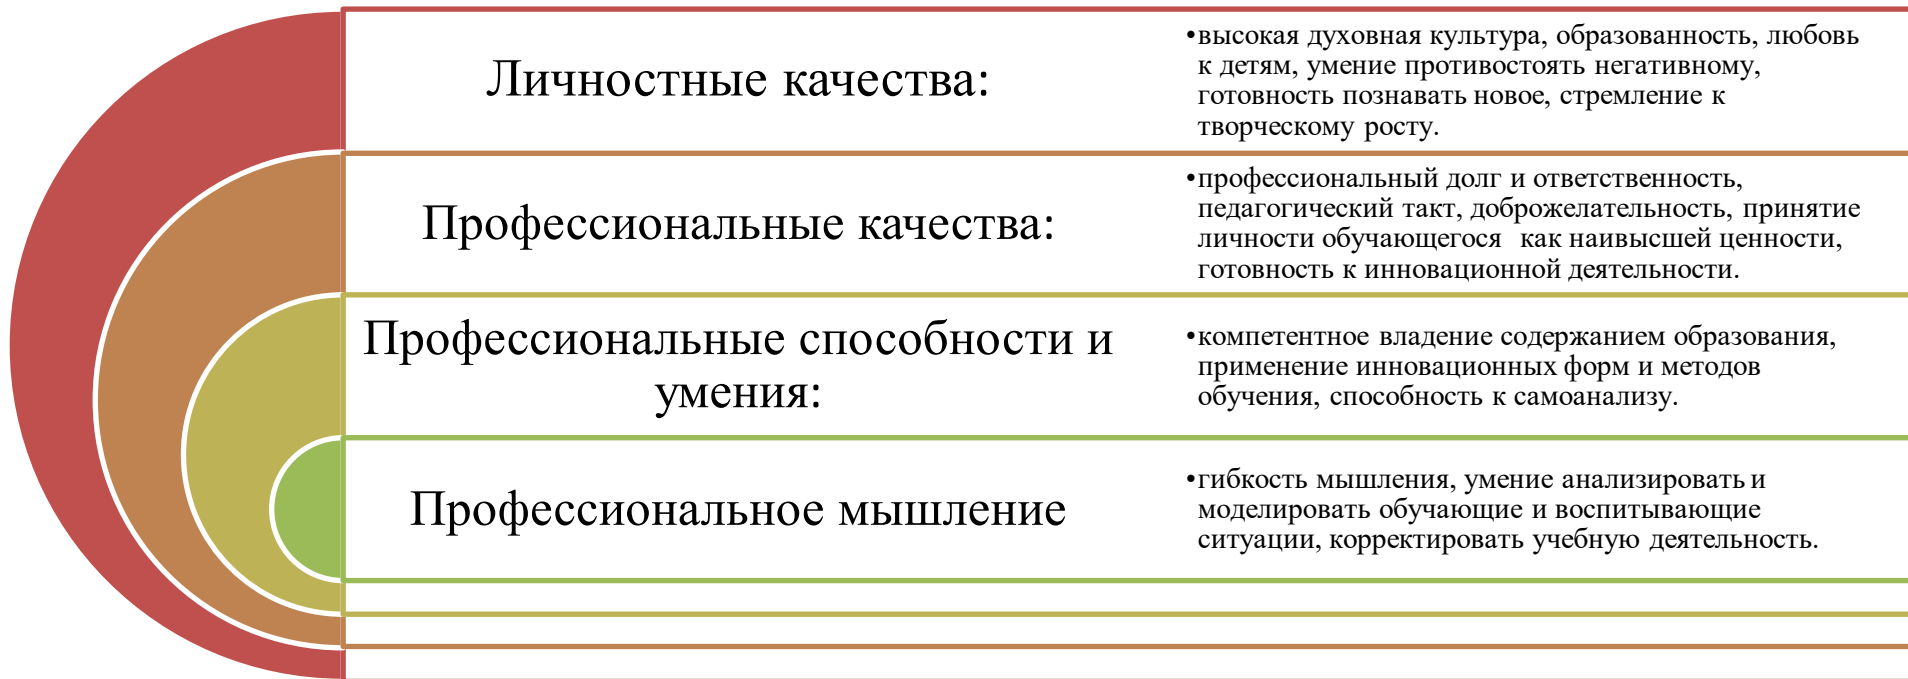 Личностные качества:
•высокая духовная культура, образованность, любовь
к детям, умение противостоять негативному,
готовность познавать новое, стремление к
творческому росту.
Профессиональные качества:
•профессиональный долг и ответственность,
педагогический такт, доброжелательность, принятие
личности обучающегося как наивысшей ценности,
готовность к инновационной деятельности.
Профессиональные способности и
умения:
•компетентное владение содержанием образования,
применение инновационных форм и методов
обучения, способность к самоанализу.
Профессиональное мышление
•гибкость мышления, умение анализировать и
моделировать обучающие и воспитывающие
ситуации, корректировать учебную деятельность.